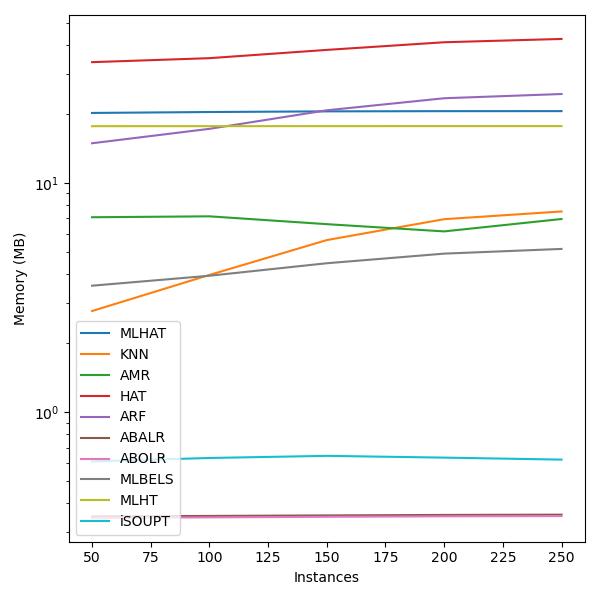 Memory (MB)
10¹
10⁰
MLHAT
KNN
AMR
HAT
ARF
ABALR
ABOLR
MLBELS
MLHT
iSOUPT
50 75 100 125 150 175 200 225 250
Instances